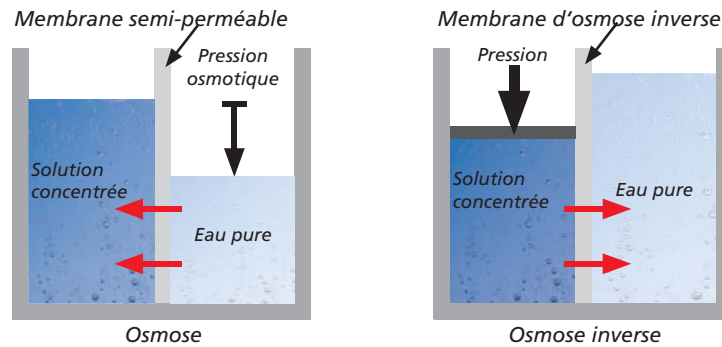 Membrane semi-perméable
Pression
osmotique
Solution
concentrée
Eau pure
Osmose
Membrane d'osmose inverse
Pression
Solution
concentrée
Eau pure
Osmose inverse